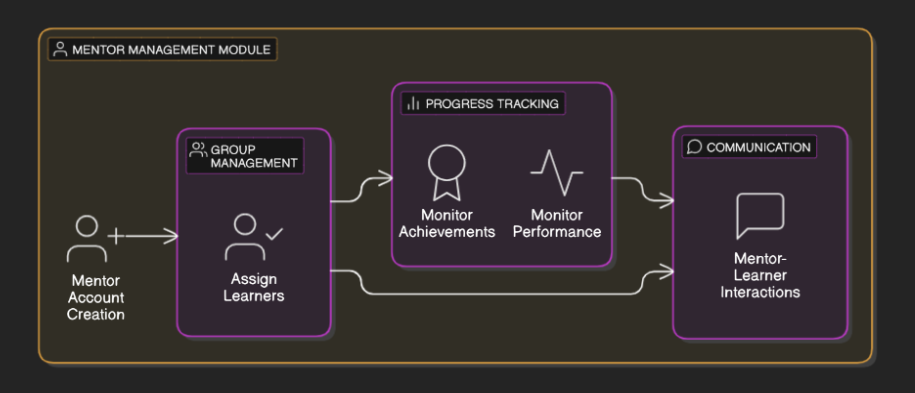 MENTOR MANAGEMENT MODULE
PROGRESS TRACKING
GROUP
MANAGEMENT
COMMUNICATION
Monitor
Achievements
Monitor
Performance
Mentor
Account
Creation
Assign
Learners
Mentor-
Learner
Interactions